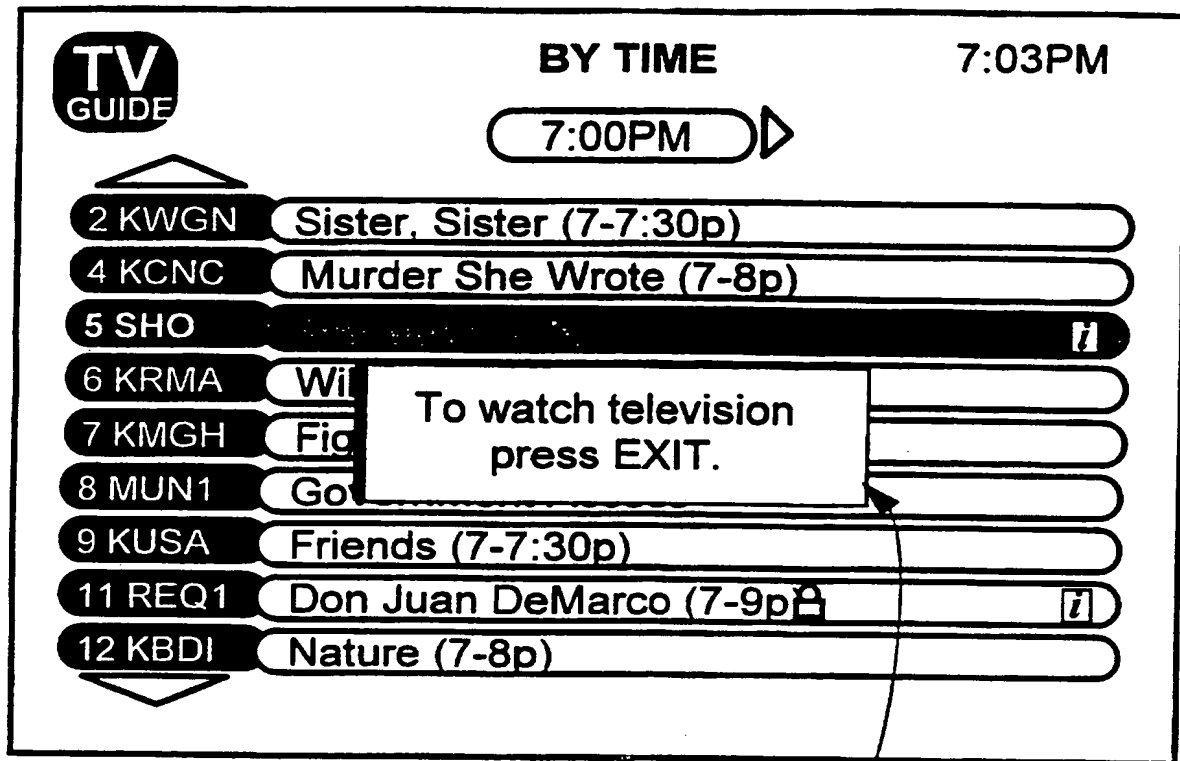 TV
GUIDE
BY TIME
7:03PM
7:00PM
2 KWGN
Sister, Sister (7-7:30p)
4 KCNC
Murder She Wrote (7-8p)
5 SHO
i
6 KRMA
Wil
7 KMGH
Fig
To watch television
press EXIT.
8 MUN1
9 KUSA
Friends (7-7:30p)
11 REQ1
Don Juan DeMarco (7-9p
i
12 KBDI
Nature (7-8p)